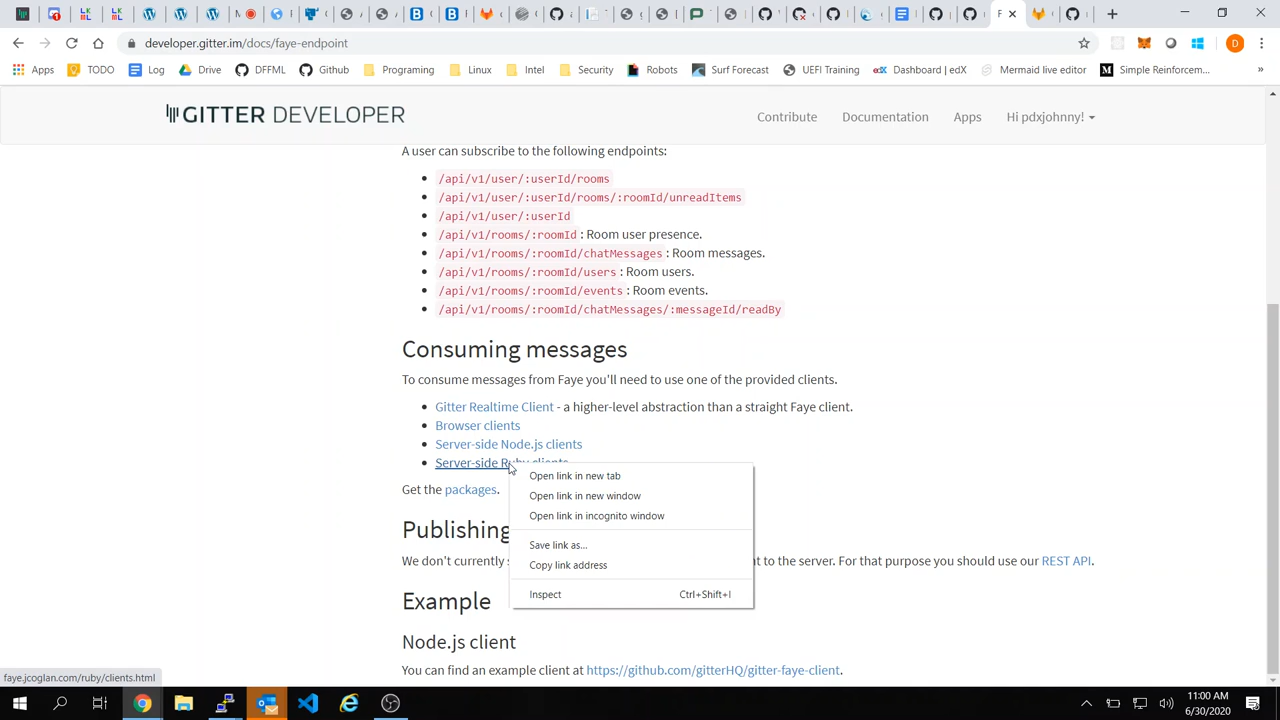 F
developer.gitter.im/docs/faye-endpoint
D
Apps
TODO
Log
Drive
DFFML
Github
Programing
Linux
Intel
Security
Robots
Surf Forecast
UEFI Training
edX
Dashboard | edX
Mermaid live editor
M
Simple Reinforcem...
»
GITTER DEVELOPER
Contribute
Documentation
Apps
Hi pdxjohnny!
A user can subscribe to the following endpoints:
/api/v1/user/:userId/rooms
/api/v1/user/:userId/rooms/:roomId/unreadItems
/api/v1/user/:userId
/api/v1/rooms/:roomId : Room user presence.
/api/v1/rooms/:roomId/chatMessages : Room messages.
/api/v1/rooms/:roomId/users : Room users.
/api/v1/rooms/:roomId/events : Room events.
/api/v1/rooms/:roomId/chatMessages/:messageId/readBy
Consuming messages
To consume messages from Faye you'll need to use one of the provided clients.
Gitter Realtime Client - a higher-level abstraction than a straight Faye client.
Browser clients
Server-side Node.js clients
Server-side Ruby clients
Open link in new tab
Get the packages.
Open link in new window
Open link in incognito window
Publishing
Save link as...
We don't currently s
nt to the server. For that purpose you should use our REST API.
Copy link address
Inspect
Ctrl+Shift+I
Example
Node.js client
You can find an example client at https://github.com/gitterHQ/gitter-faye-client.
faye.jcoglan.com/ruby/clients.html
11:00 AM
6/30/2020